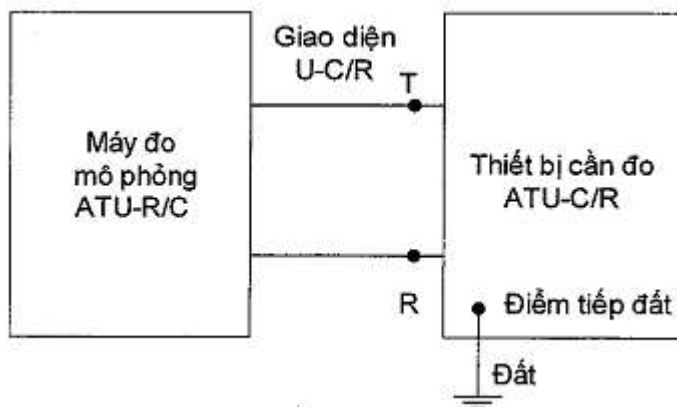 Giao diện
U-C/R
T
Máy đo
mô phỏng
ATU-R/C
Thiết bị cần đo
ATU-C/R
R
Điểm tiếp đất
Đất